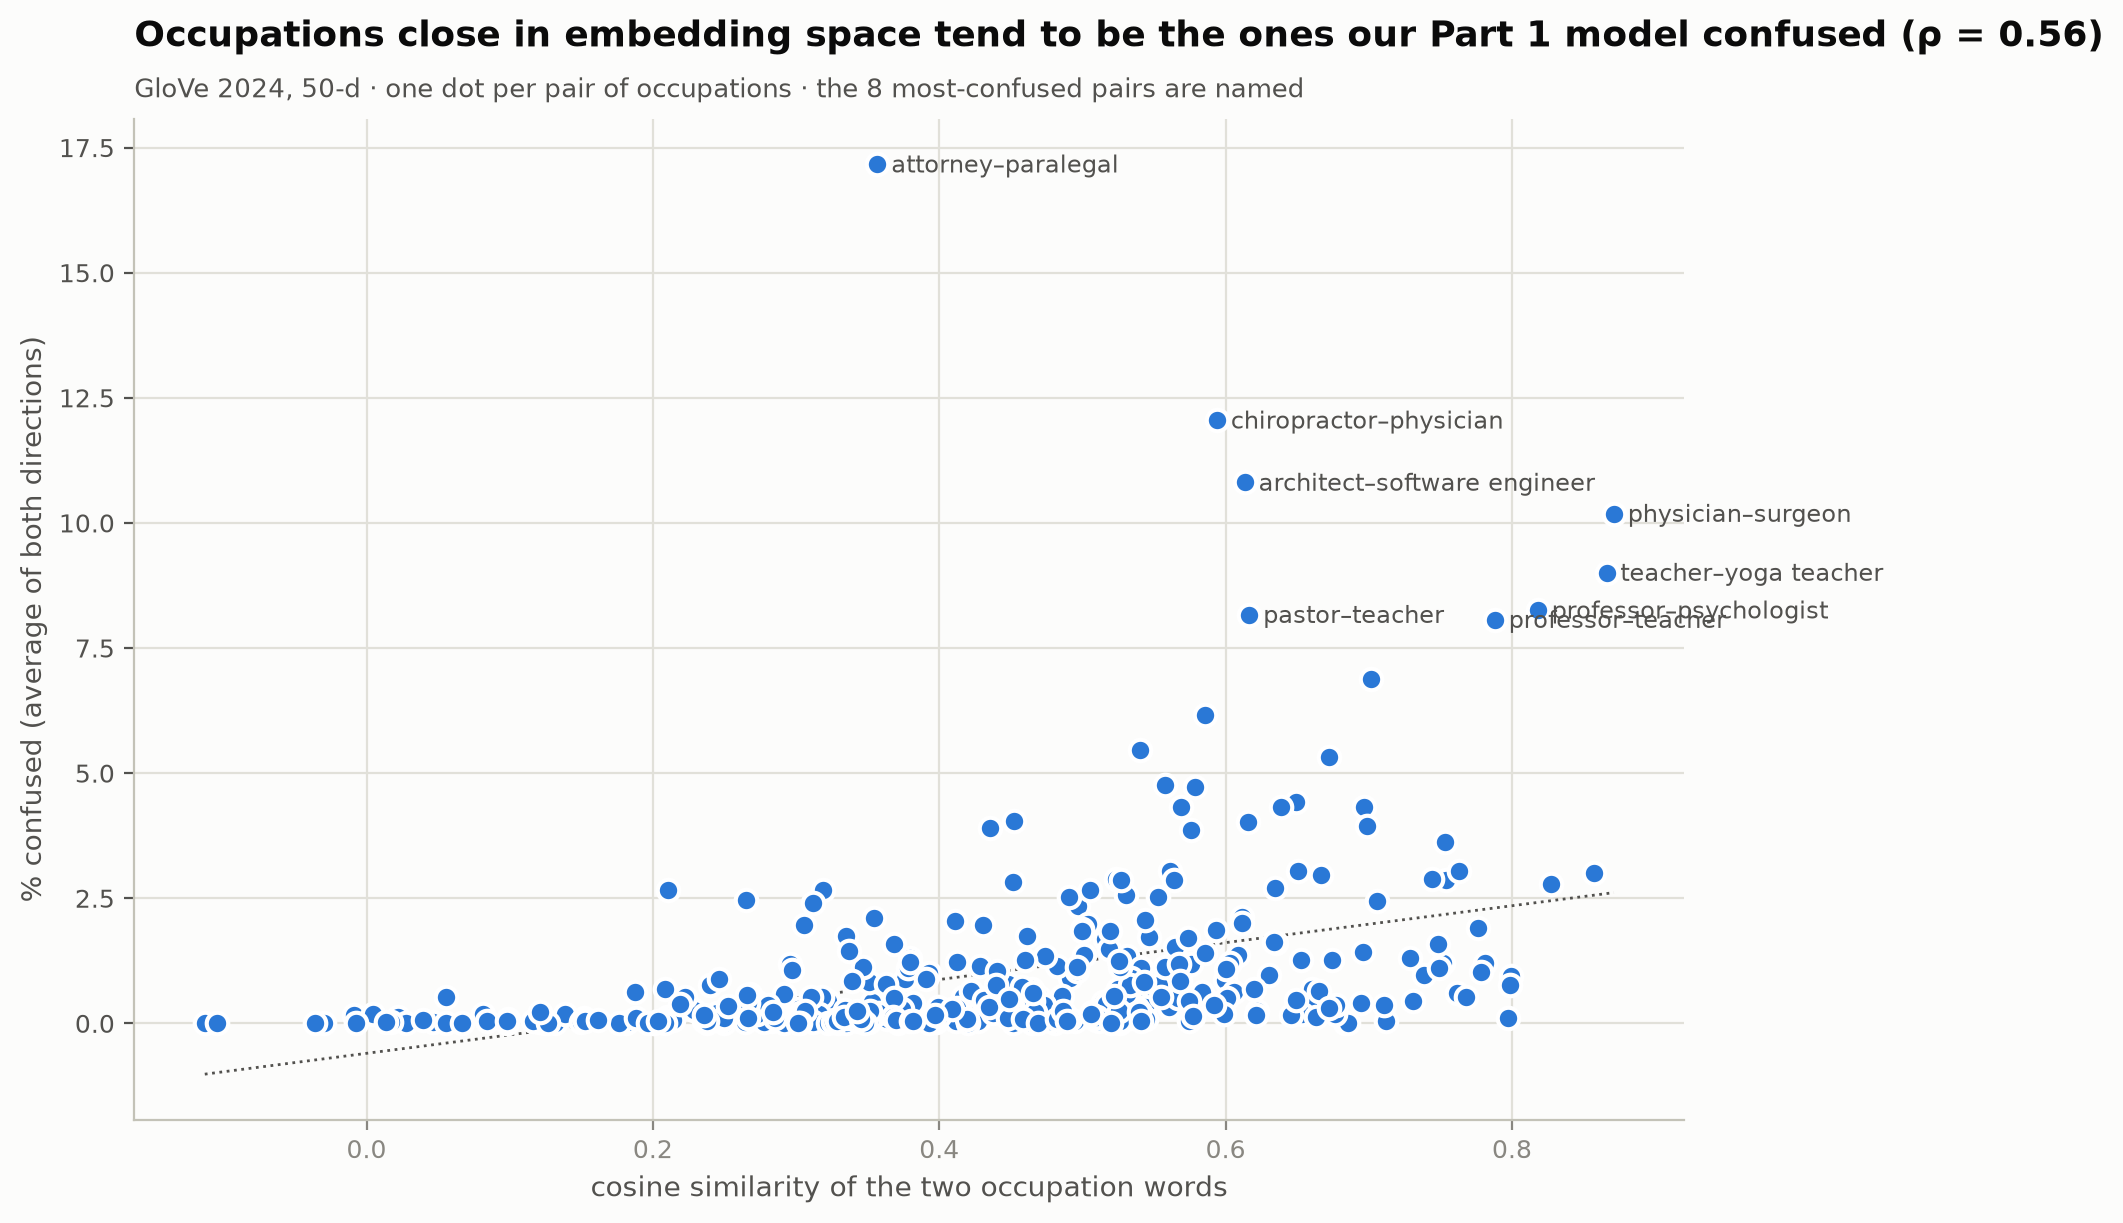 Occupations close in embedding space tend to be the ones our Part 1 model confused (ρ = 0.56)
GloVe 2024, 50-d · one dot per pair of occupations · the 8 most-confused pairs are named
% confused (average of both directions)
17.5
15.0
12.5
10.0
7.5
5.0
2.5
0.0
attorney–paralegal
chiropractor–physician
architect–software engineer
physician–surgeon
teacher–yoga teacher
professor–psychologist
pastor–teacher
professor–teacher
0.0
0.2
0.4
0.6
0.8
cosine similarity of the two occupation words